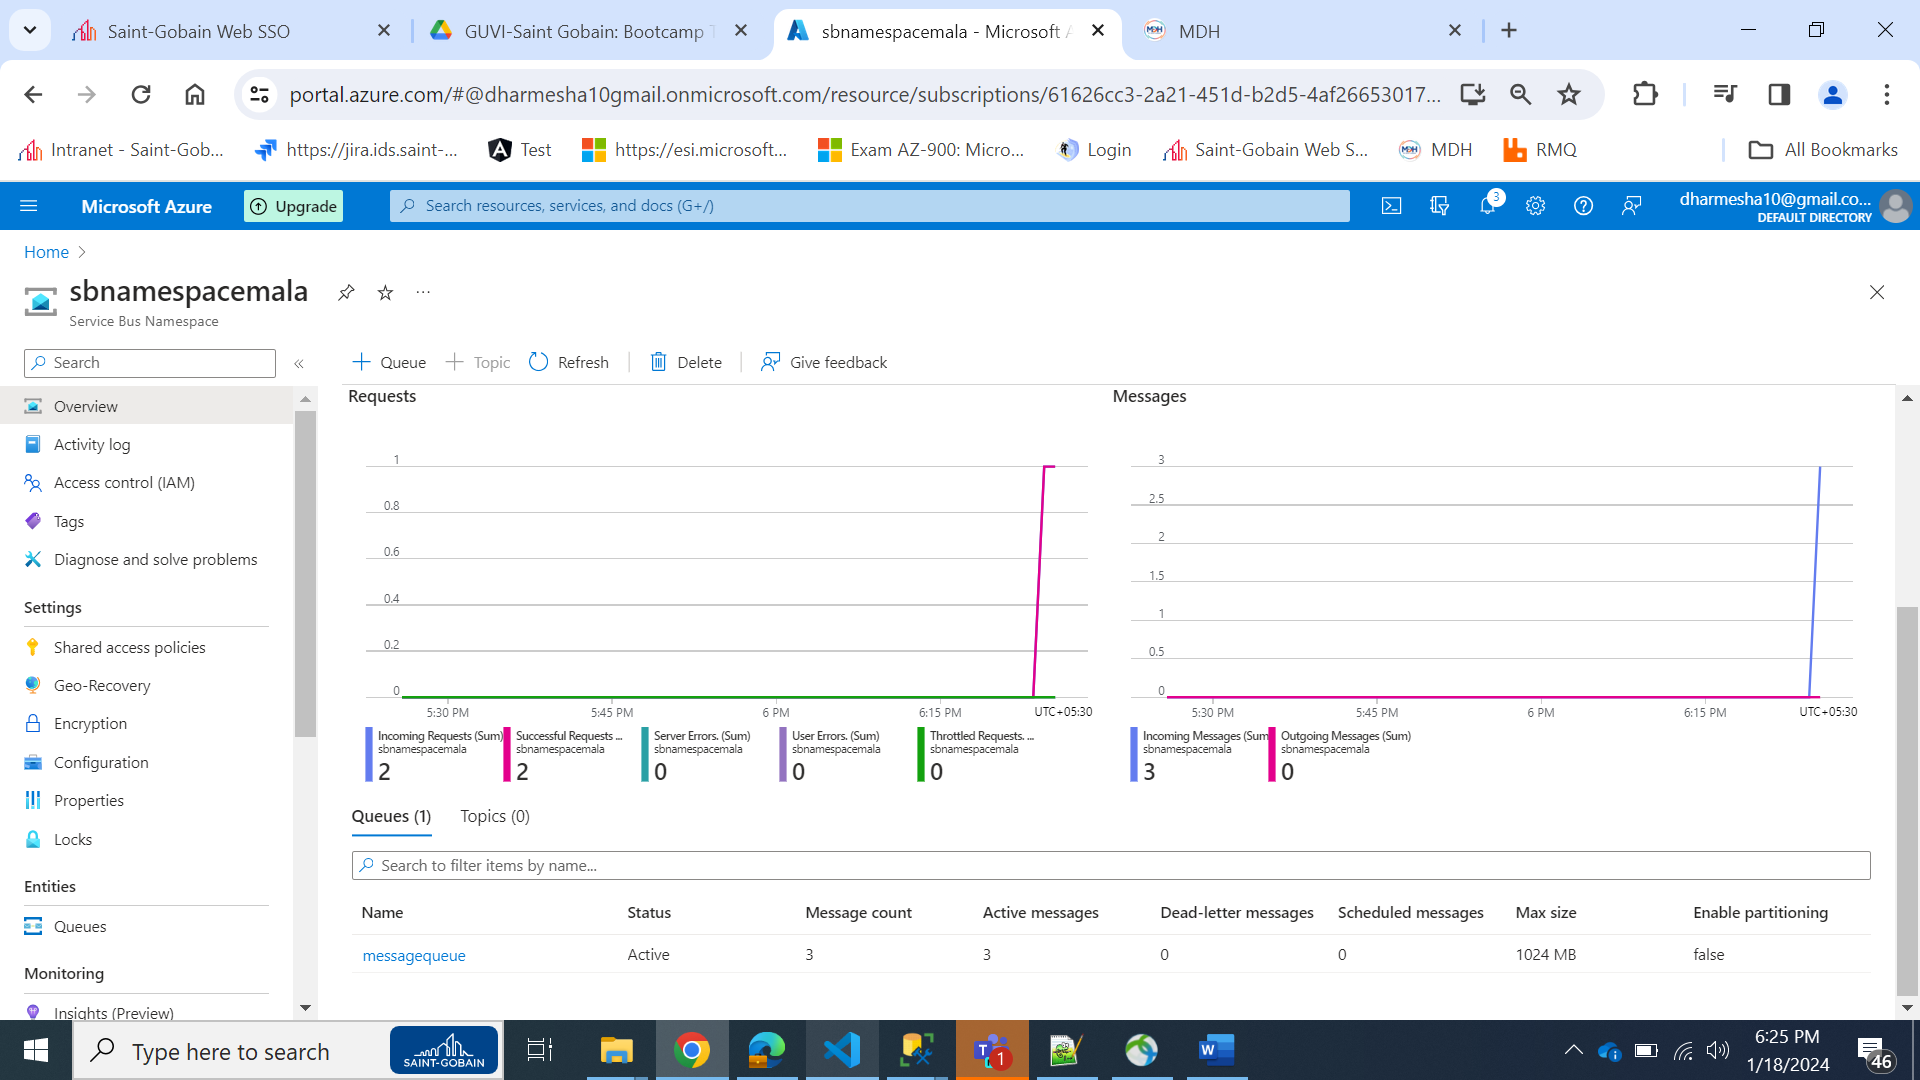 Saint-Gobain Web SSO
GUVI-Saint Gobain: Bootcamp T
sbnamespacemala - Microsoft A
MDH
portal.azure.com/#@dharmesha10gmail.onmicrosoft.com/resource/subscriptions/61626cc3-2a21-451d-b2d5-4af26653017...
Intranet - Saint-Gob...
https://jira.ids.saint-...
Test
https://esi.microsoft...
Exam AZ-900: Micro...
Login
Saint-Gobain Web S...
MDH
RMQ
All Bookmarks
Microsoft Azure
Upgrade
Search resources, services, and docs (G+/)
3
dharmesha10@gmail.co...
DEFAULT DIRECTORY
Home
sbnamespacemala
Service Bus Namespace
Search
Queue
Topic
Refresh
Delete
Give feedback
Overview
Activity log
Access control (IAM)
Tags
Diagnose and solve problems
Settings
Shared access policies
Geo-Recovery
Encryption
Configuration
Properties
Locks
Entities
Queues
Monitoring
Insights (Preview)
Requests
1
0.8
0.6
0.4
0.2
0
5:30 PM
5:45 PM
6 PM
6:15 PM
UTC+05:30
Incoming Requests (Sum)
sbnamespacemala
2
Successful Requests ...
sbnamespacemala
2
Server Errors. (Sum)
sbnamespacemala
0
User Errors. (Sum)
sbnamespacemala
0
Throttled Requests. ...
sbnamespacemala
0
Messages
3
2.5
2
1.5
1
0.5
0
5:30 PM
5:45 PM
6 PM
6:15 PM
UTC+05:30
Incoming Messages (Sum
sbnamespacemala
3
Outgoing Messages (Sum)
sbnamespacemala
0
Queues (1)
Topics (0)
Search to filter items by name...
Name Status Message count Active messages Dead-letter messages Scheduled messages Max size Enable partitioning
messagequeue Active 3 3 0 0 1024 MB false
Type here to search
SAINT-GOBAIN
1
6:25 PM
1/18/2024
46